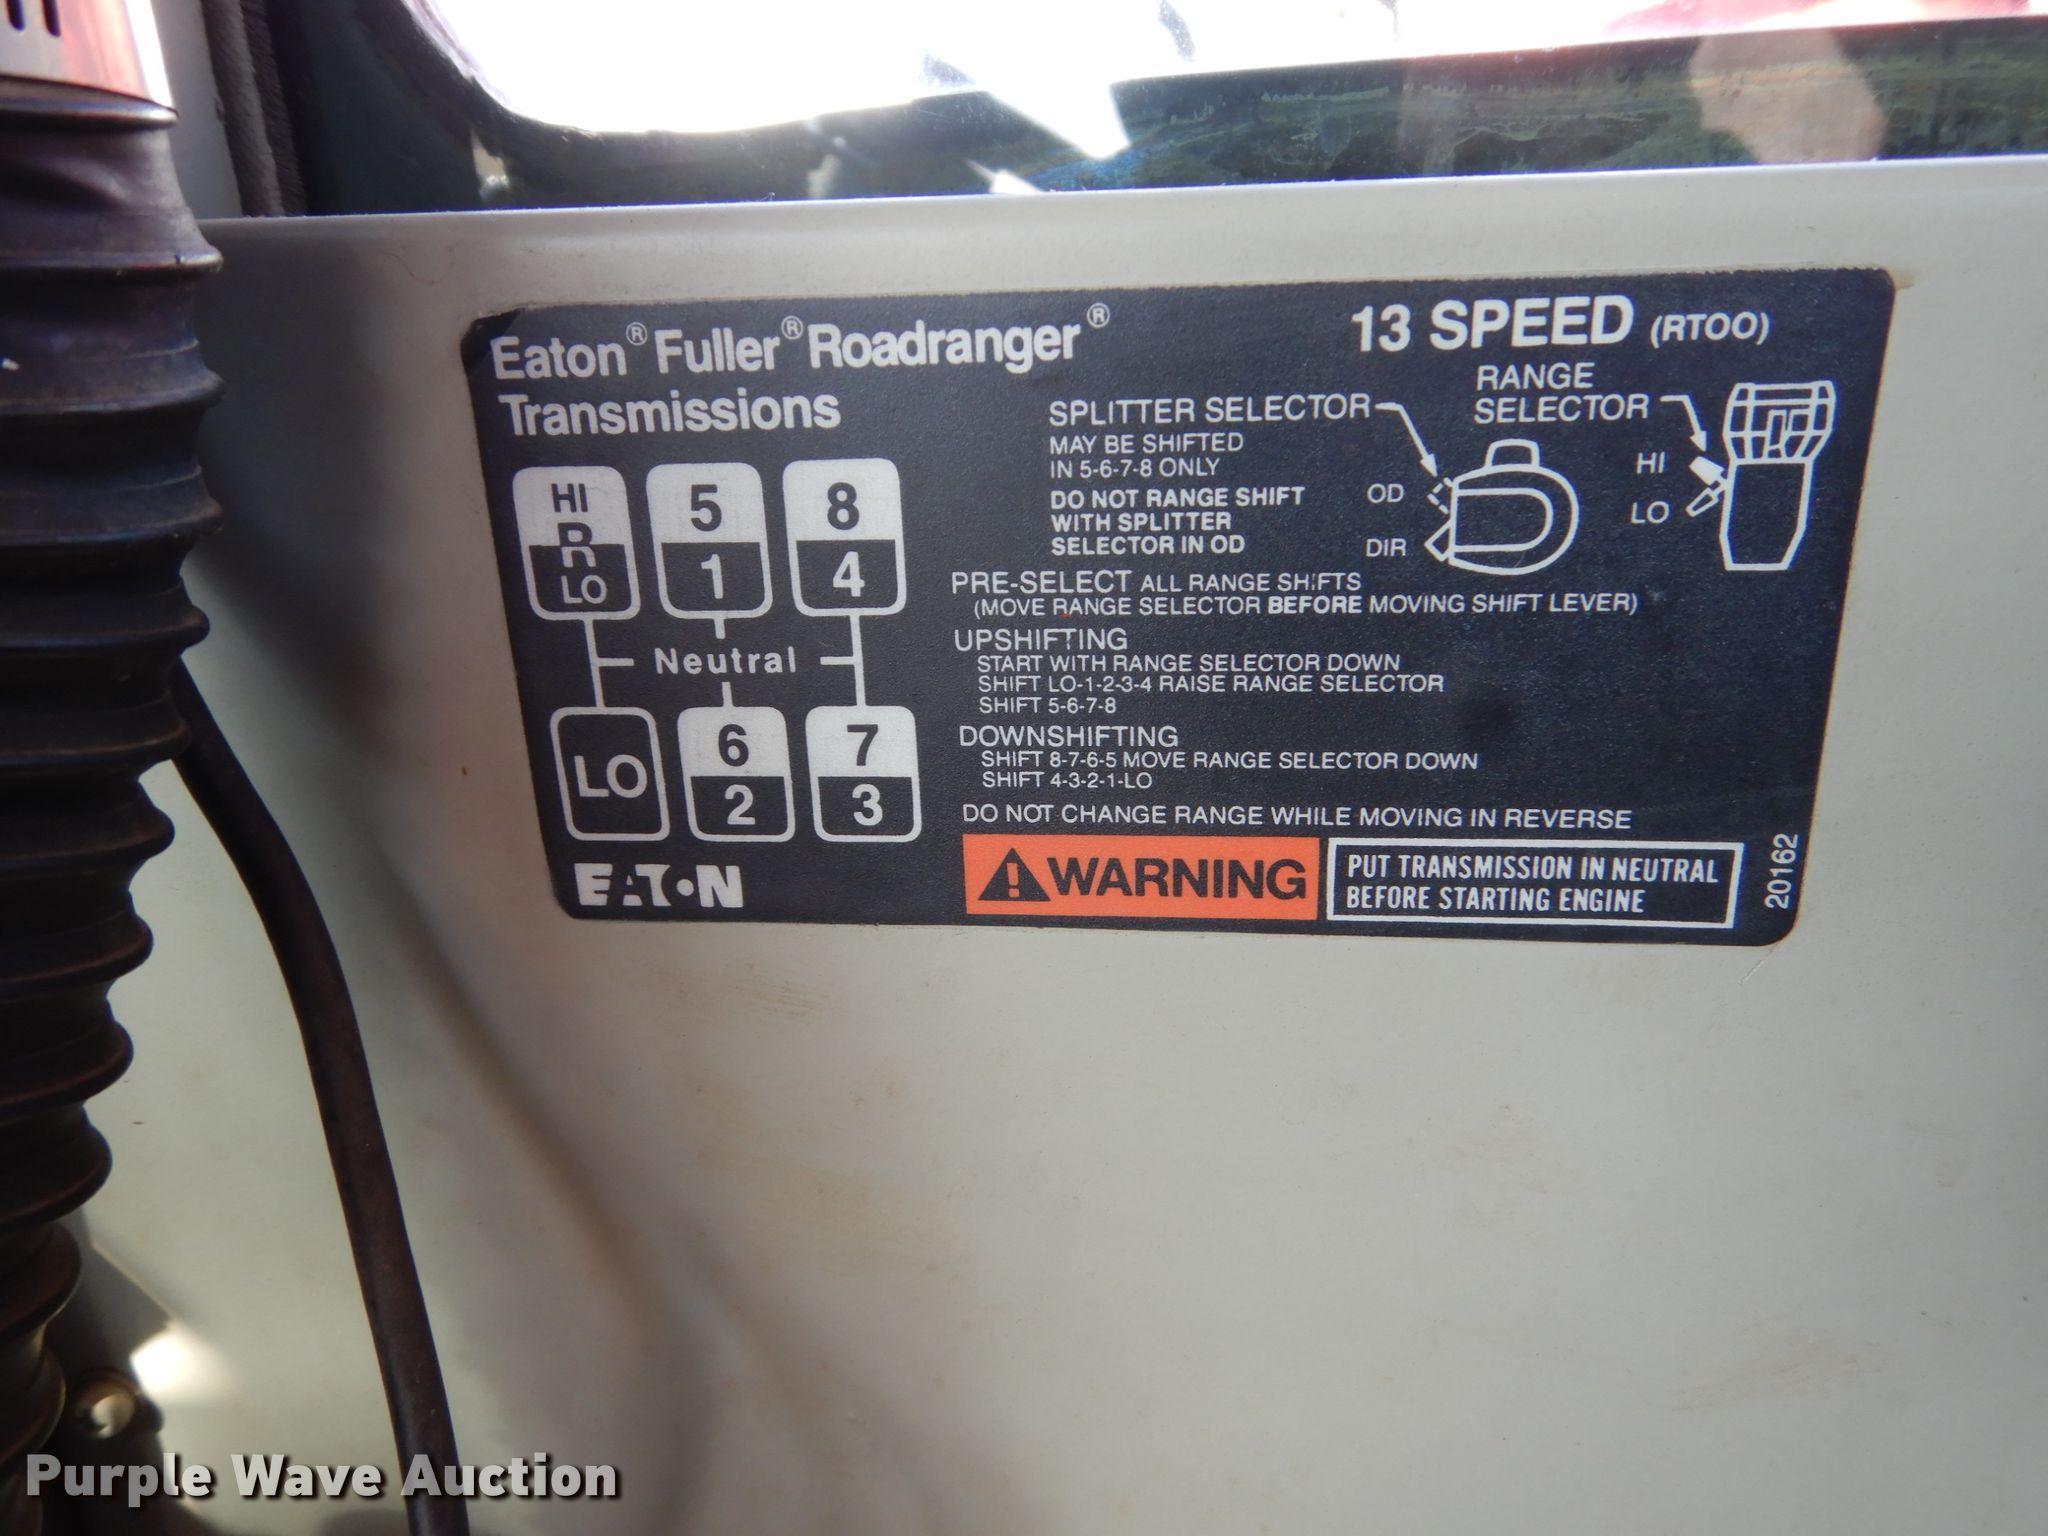 Eaton® Fuller® Roadranger®
Transmissions
13 SPEED (RTOO)
HI
R
LO
5
1
8
4
Neutral
LO
6
2
7
3
EATON
SPLITTER SELECTOR
MAY BE SHIFTED
IN 5-6-7-8 ONLY
DO NOT RANGE SHIFT
WITH SPLITTER
SELECTOR IN OD
OD
DIR
RANGE
SELECTOR
HI
LO
PRE-SELECT ALL RANGE SHIFTS
(MOVE RANGE SELECTOR BEFORE MOVING SHIFT LEVER)
UPSHIFTING
START WITH RANGE SELECTOR DOWN
SHIFT LO-1-2-3-4 RAISE RANGE SELECTOR
SHIFT 5-6-7-8
DOWNSHIFTING
SHIFT 8-7-6-5 MOVE RANGE SELECTOR DOWN
SHIFT 4-3-2-1-LO
DO NOT CHANGE RANGE WHILE MOVING IN REVERSE
WARNING
PUT TRANSMISSION IN NEUTRAL
BEFORE STARTING ENGINE
20162
Purple Wave Auction